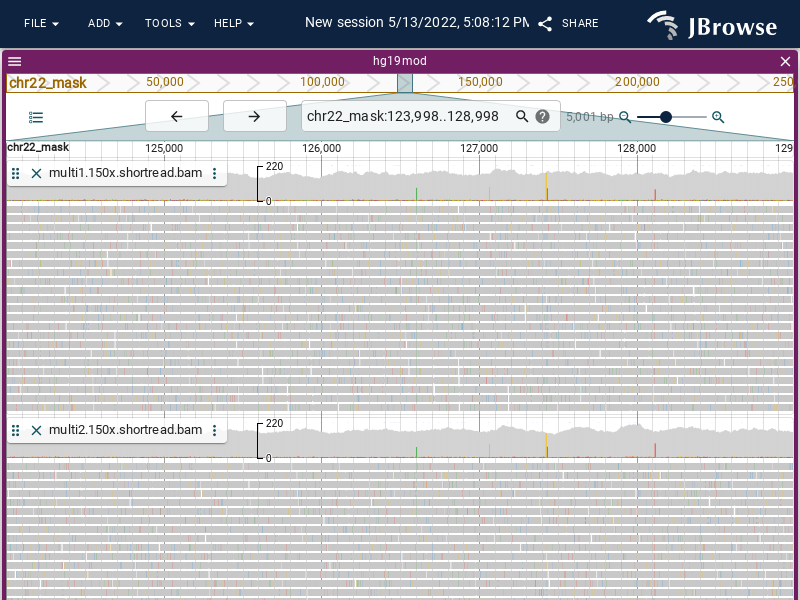 FILE ADD TOOLS HELP New session 5/13/2022, 5:08:12 PM SHARE JBrowse
hg19mod
chr22_mask 50,000 100,000 150,000 200,000 250
chr22_mask:123,998..128,998 5,001 bp
chr22_mask 125,000 126,000 127,000 128,000 129
multi1.150x.shortread.bam 220
0
multi2.150x.shortread.bam 220
0